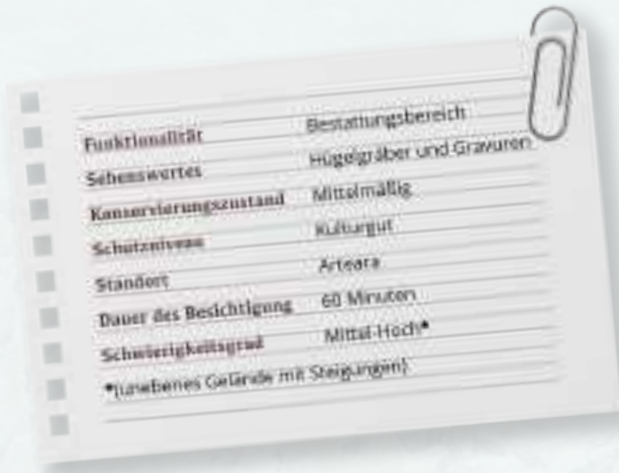 Funktionalität Bestattungsbereich
Sehenswertes Hügelgräber und Gravuren
Konservierungszustand Mittelmäßig
Schutzniveau Kulturgut
Standort Arteara
Dauer des Besichtigung 60 Minuten
Schwierigkeitsgrad Mittel-Hoch*
*(unebenes Gelände mit Steigungen)